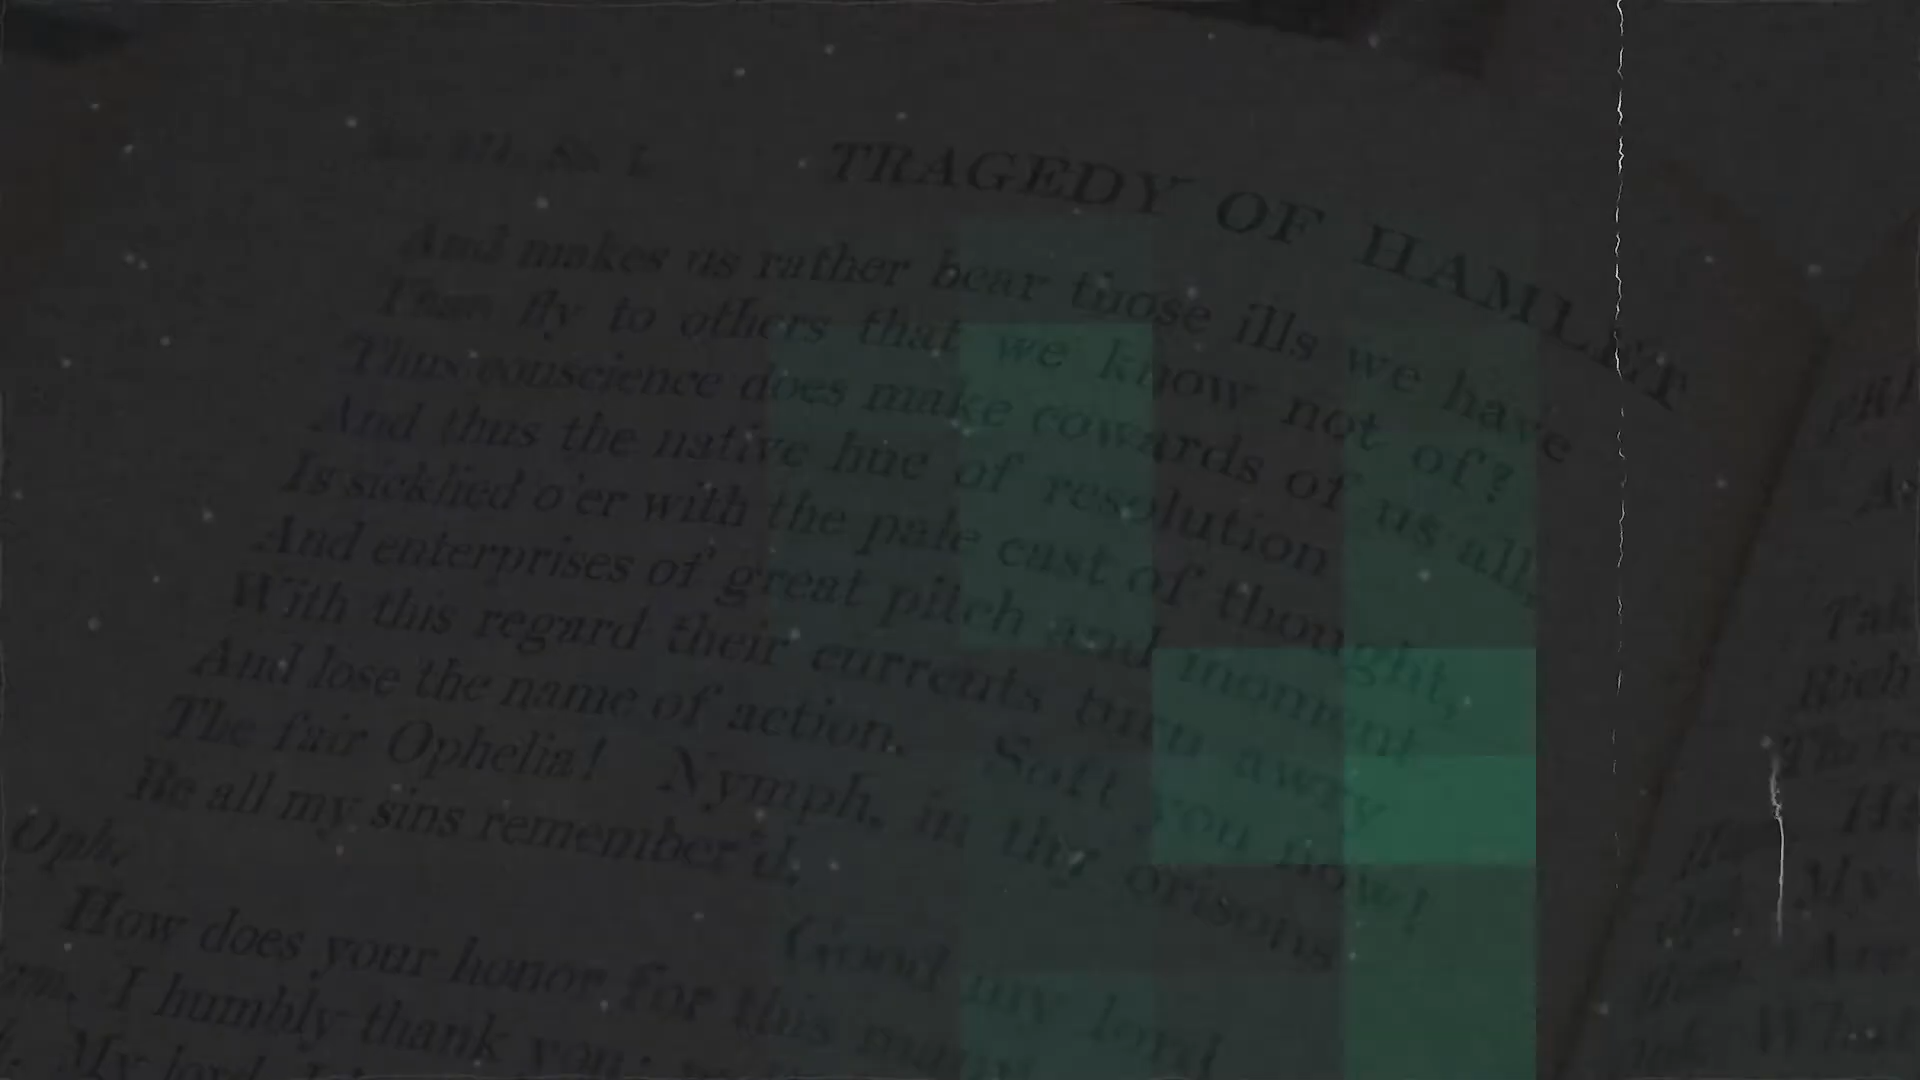 TRAGEDY OF HAMLET
And makes us rather bear those ills we have
Than fly to others that we know not of?
Thus conscience does make cowards of us all,
And thus the native hue of resolution
Is sicklied o'er with the pale cast of thought,
And enterprises of great pitch and moment
With this regard their currents turn awry
And lose the name of action. Soft you now!
The fair Ophelia! Nymph, in thy orisons
Be all my sins remember'd.
Oph. Good my lord
How does your honor for this many
I humbly thank you;
My lord, I